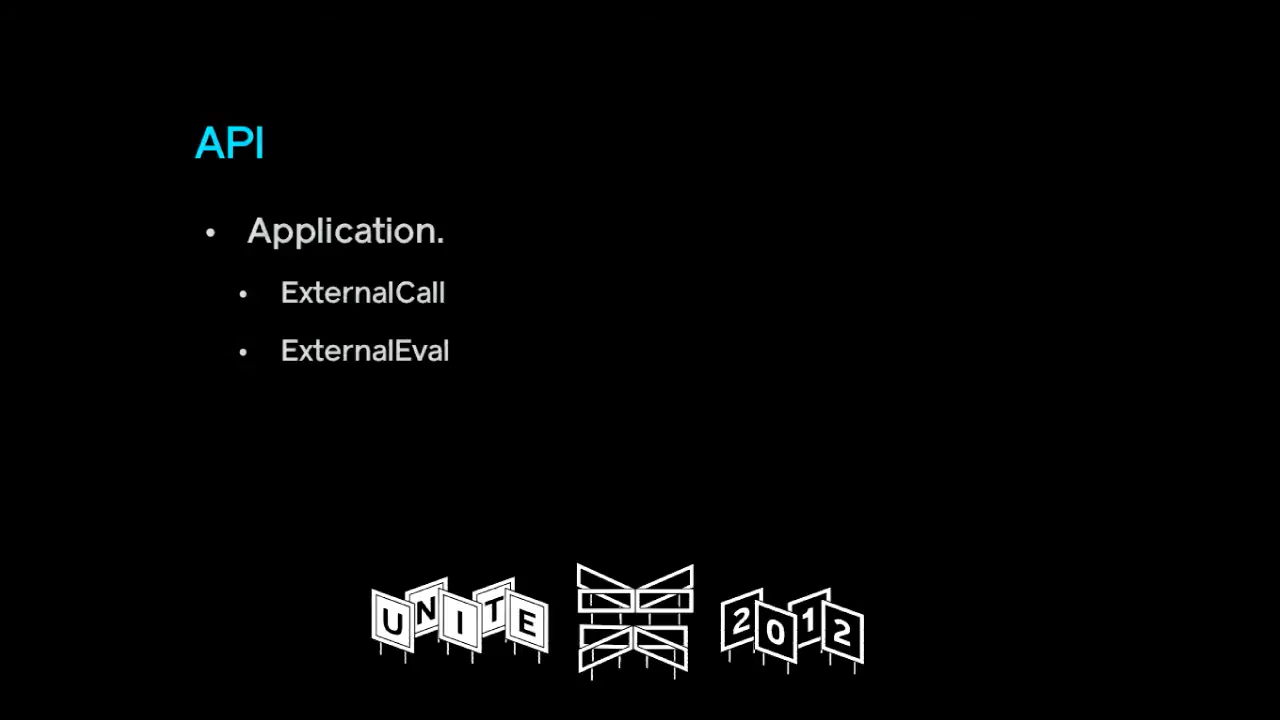 API
• Application.
• ExternalCall
• ExternalEval
UNITE 2012